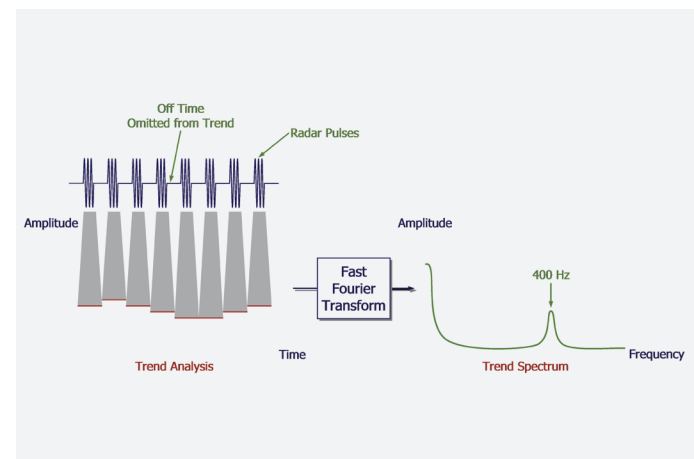 Off Time
Omitted from Trend
Radar Pulses
Amplitude
Amplitude
Fast
Fourier
Transform
400 Hz
Time
Frequency
Trend Analysis
Trend Spectrum